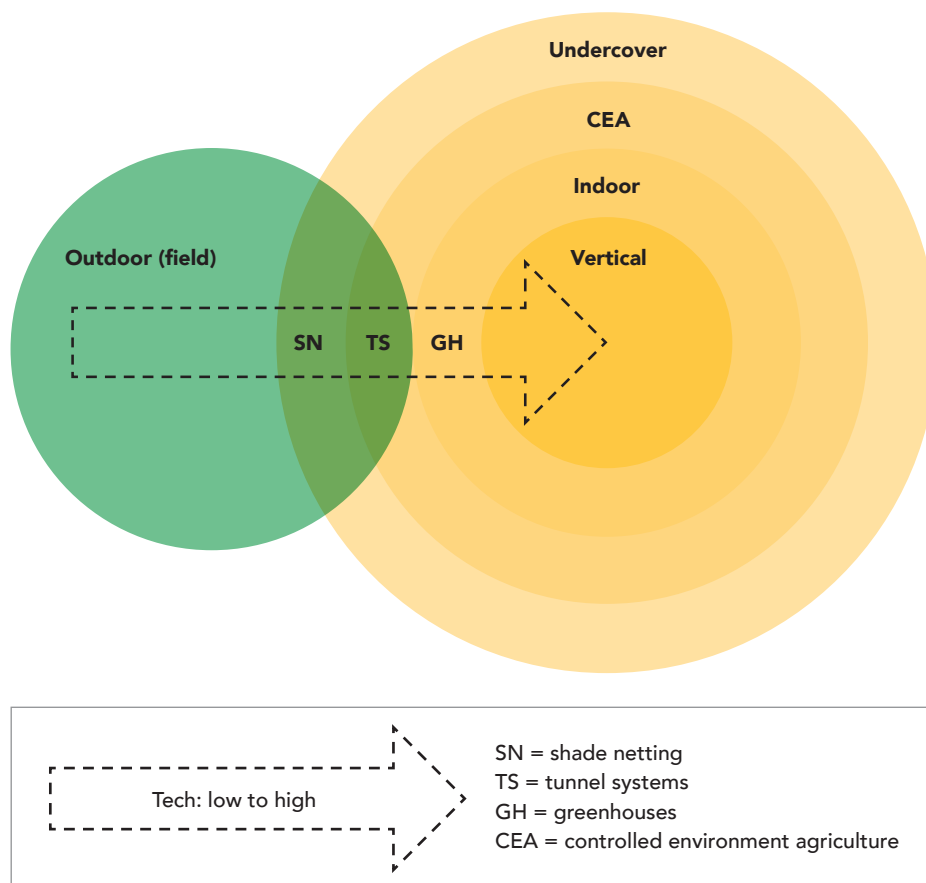 Undercover
CEA
Indoor
Outdoor (field)
Vertical
SN
TS
GH
Tech: low to high
SN = shade netting
TS = tunnel systems
GH = greenhouses
CEA = controlled environment agriculture